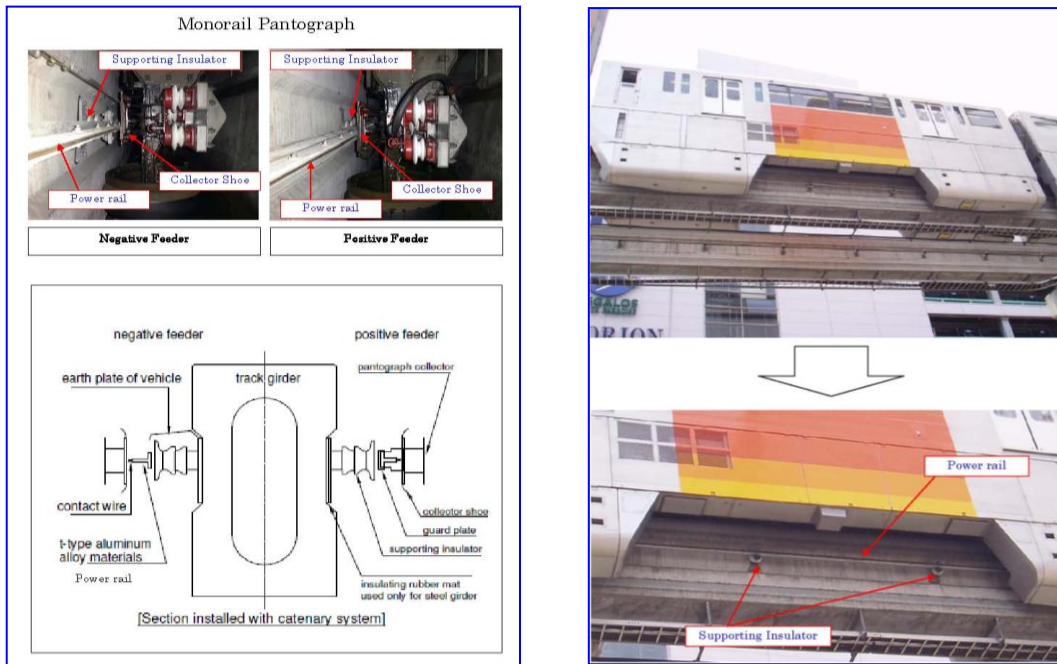 Monorail Pantograph
Supporting Insulator
Supporting Insulator
Collector Shoe
Power rail
Collector Shoe
Power rail
Negative Feeder
Positive Feeder
negative feeder
positive feeder
earth plate of vehicle
track girder
pantograph collector
contact wire
t-type aluminum
alloy materials
Power rail
collector shoe
guard plate
supporting insulator
insulating rubber mat
used only for steel girder
[Section installed with catenary system]
GALOS
ORION
Power rail
Supporting Insulator